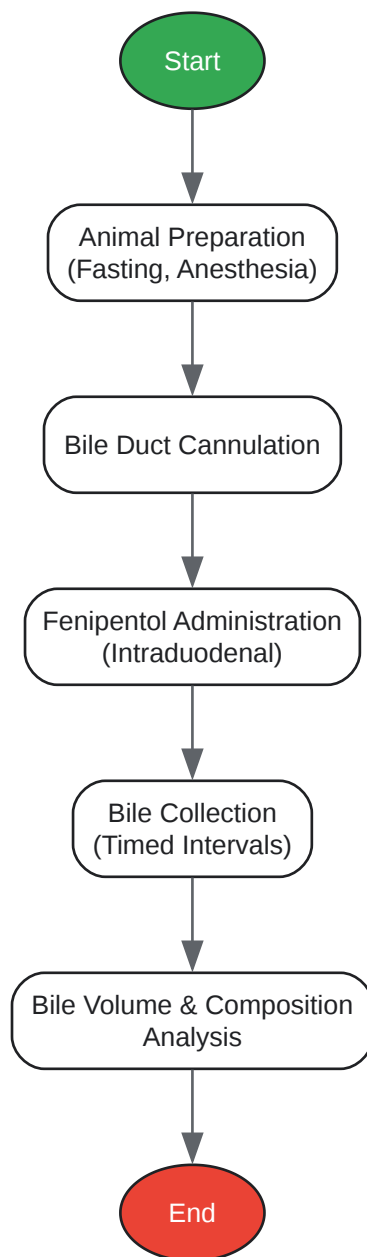 Start
Animal Preparation
(Fasting, Anesthesia)
Bile Duct Cannulation
Fenipentol Administration
(Intraduodenal)
Bile Collection
(Timed Intervals)
Bile Volume & Composition
Analysis
End